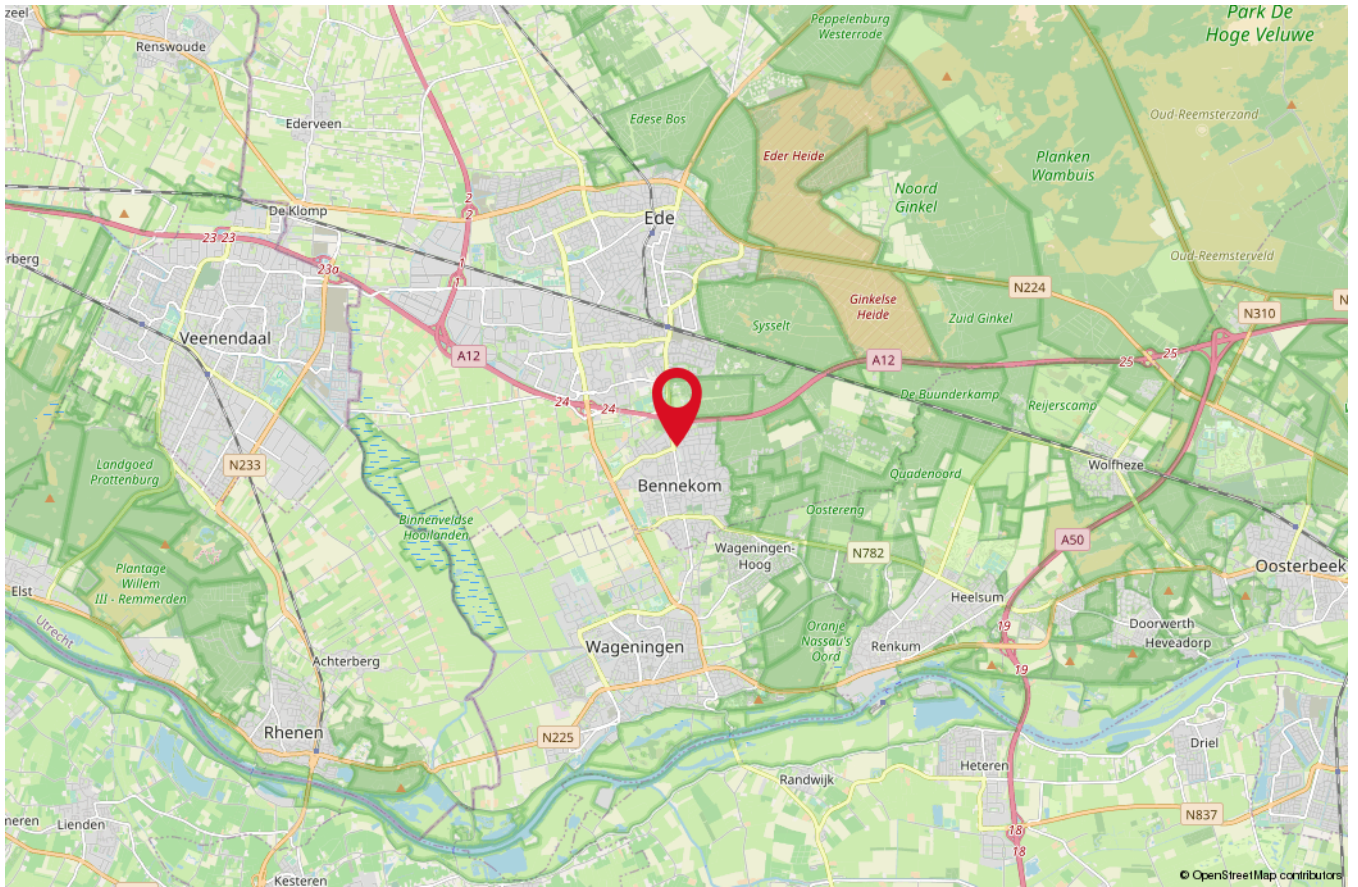 zeel
Renswoude
Peppelenburg
Westerrode
Park De
Hoge Veluwe
Ederveen
Edese Bos
Oud-Reemsterzand
Eder Heide
Planken
Wambuis
Noord
Ginkel
De Klomp
2
2
Ede
23 23
erberg
23a
1
1
Oud-Reemsterveld
N224
Ginkelse
Heide
N310
N
Veenendaal
Sysselt
Zuid Ginkel
A12
A12
25
25
24
24
De Buunderkamp
Reijerscamp
Landgoed
Prattenburg
N233
Wolfheze
Quadenoord
Bennekom
Oostereng
Binnenveldse
Hooilanden
A50
Wageningen-
Hoog
N782
Oosterbeek
Plantage
Willem
III - Remmerden
Elst
Heelsum
Utrecht
Oranje
Nassau's
Oord
19
Doorwerth
Heveadorp
Wageningen
Renkum
Achterberg
19
Rhenen
N225
Driel
Heteren
Randwijk
neren
Lienden
N837
18
18
Kesteren
© OpenStreetMap contributors